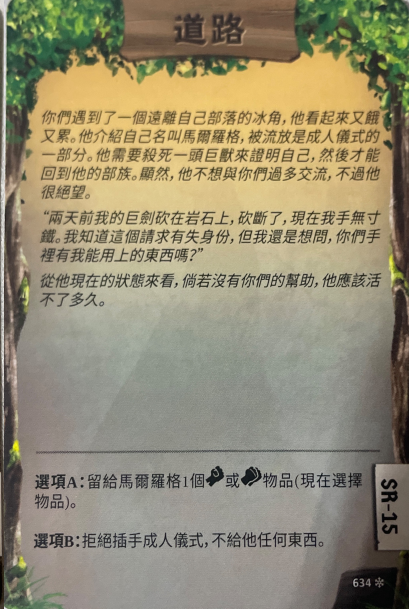 道路
你們遇到了一個遠離自己部落的冰角，他看起來又餓
又累。他介紹自己名叫馬爾羅格，被流放是成人儀式的
一部分。他需要殺死一頭巨獸來證明自己，然後才能
回到他的部族。顯然，他不想與你們過多交流，不過他
很絕望。
“兩天前我的巨劍砍在岩石上，砍斷了，現在我手無寸
鐵。我知道這個請求有失身份，但我還是想問，你們手
裡有我能用上的東西嗎？”
從他現在的狀態來看，倘若沒有你們的幫助，他應該活
不了多久。
選項A：留給馬爾羅格1個或物品(現在選擇
物品)。
選項B：拒絕插手成人儀式，不給他任何東西。
SR-15
634